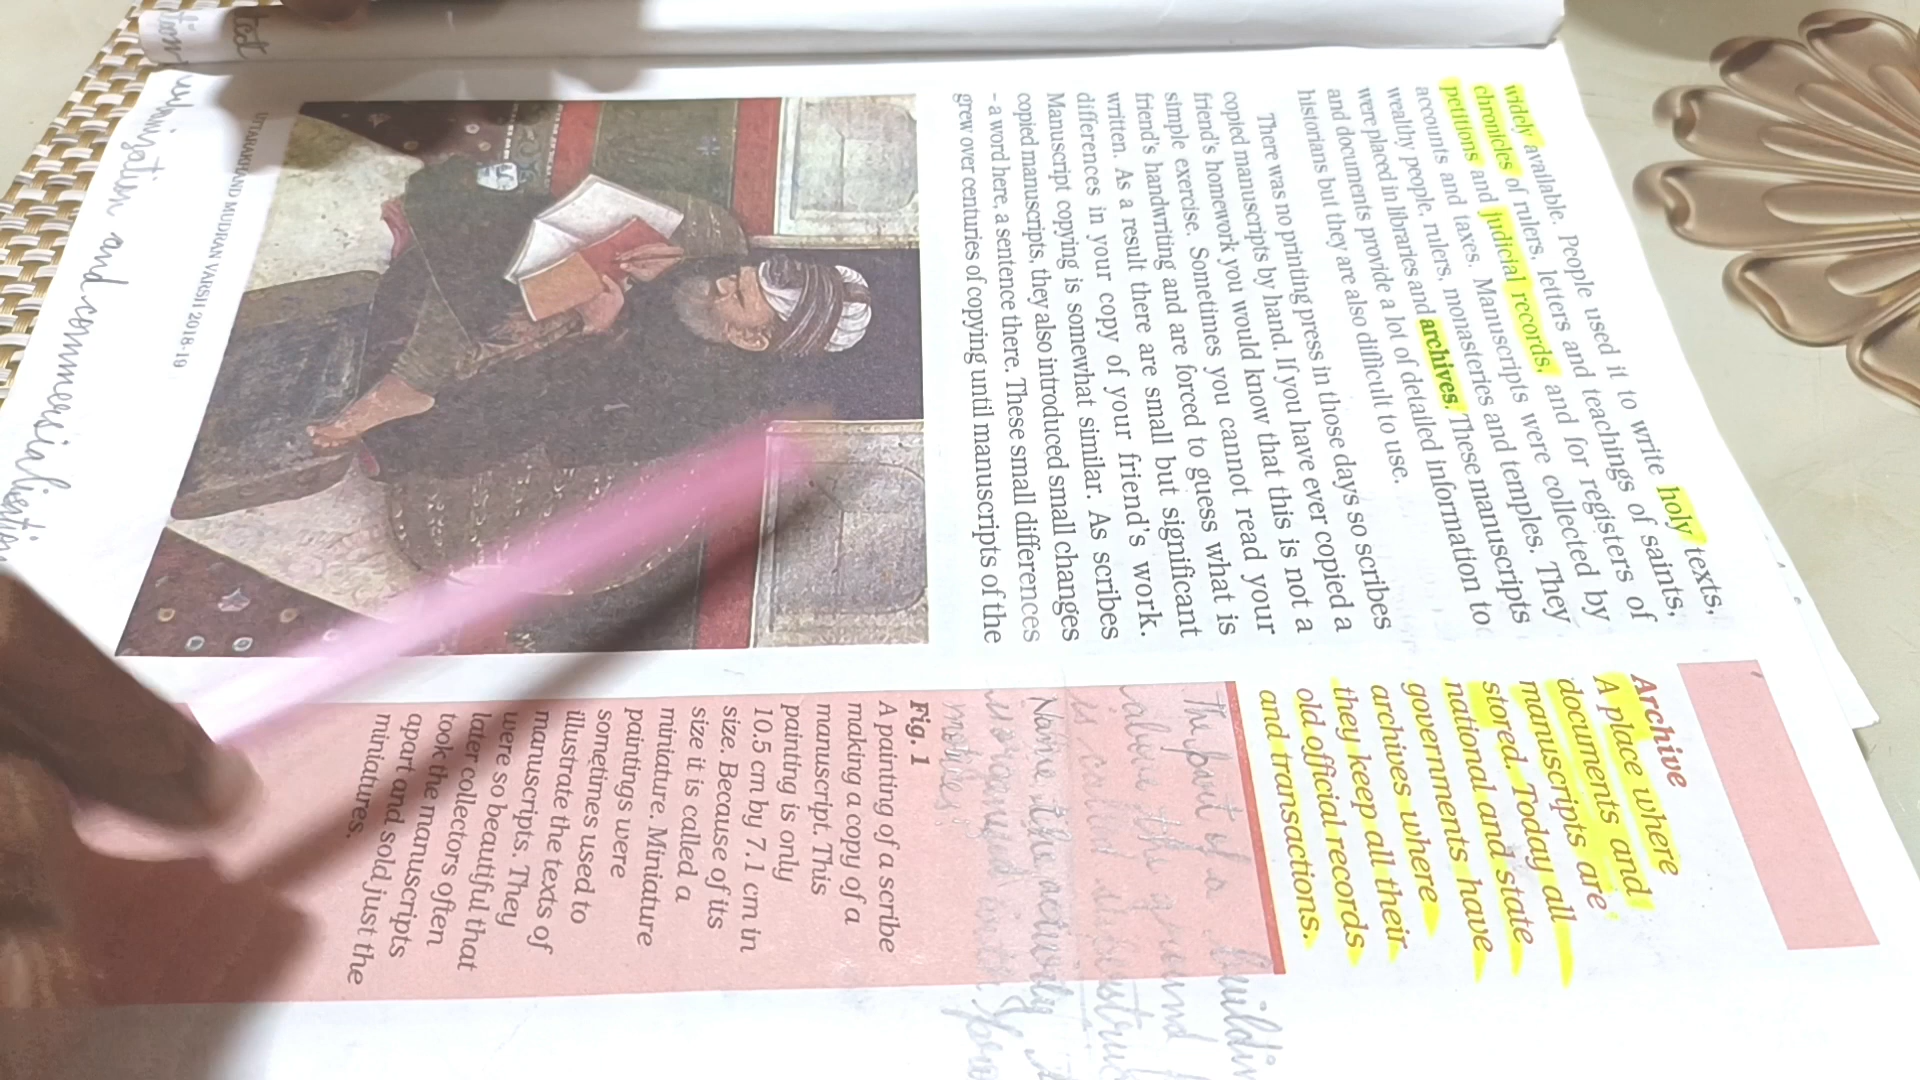 widely available. People used it to write holy texts,
chronicles of rulers, letters and teachings of saints,
petitions and judicial records, and for registers of
accounts and taxes. Manuscripts were collected by
wealthy people, rulers, monasteries and temples. They
were placed in libraries and archives. These manuscripts
and documents provide a lot of detailed information to
historians but they are also difficult to use.
There was no printing press in those days so scribes
copied manuscripts by hand. If you have ever copied a
friend's homework you would know that this is not a
simple exercise. Sometimes you cannot read your
friend's handwriting and are forced to guess what is
written. As a result there are small but significant
differences in your copy of your friend's work.
Manuscript copying is somewhat similar. As scribes
copied manuscripts, they also introduced small changes
– a word here, a sentence there. These small differences
grew over centuries of copying until manuscripts of the
Archive
A place where
documents and
manuscripts are
stored. Today all
national and state
governments have
archives where
they keep all their
old official records
and transactions.
The part of a buildin
above the ground
is called
Name the activity
Fig. 1
A painting of a scribe
making a copy of a
manuscript. This
painting is only
10.5 cm by 7.1 cm in
size. Because of its
size it is called a
miniature. Miniature
paintings were
sometimes used to
illustrate the texts of
manuscripts. They
were so beautiful that
later collectors often
took the manuscripts
apart and sold just the
miniatures.
UTTARAKHAND MUDRAN VARSH 2018-19
and commercialisation